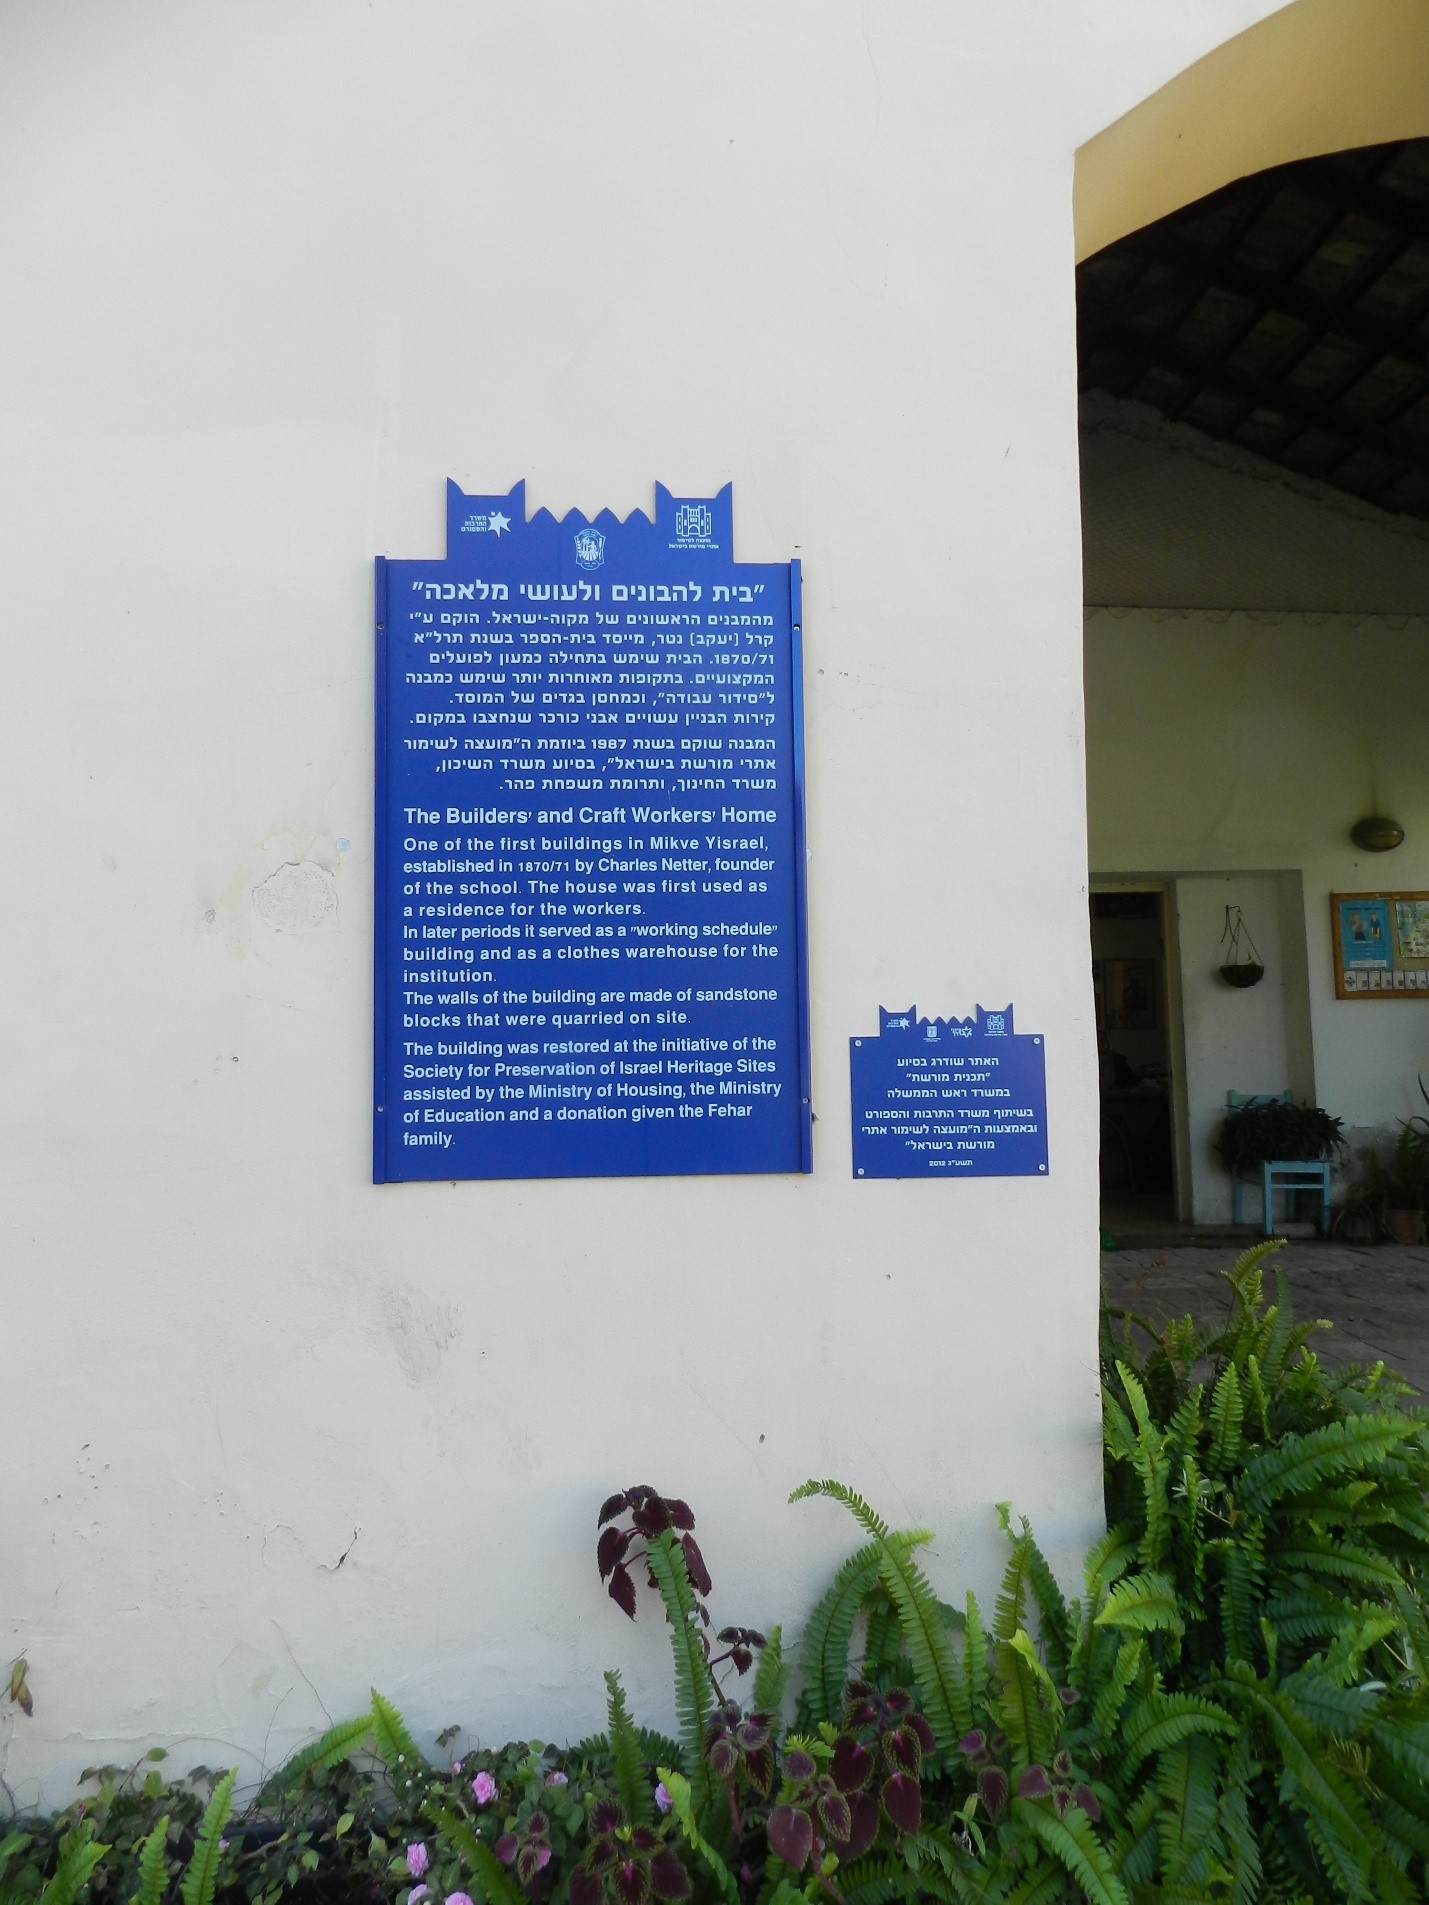 משרד
התרבות
והספורט
המועצה לשימור
אתרי מורשת בישראל
"בית להבונים ולעושי מלאכה"
מהמבנים הראשונים של מקוה-ישראל. הוקם ע"י
קרל (יעקב) נטר, מייסד בית-הספר בשנת תרל"א
1870/71. הבית שימש בתחילה כמעון לפועלים
המקצועיים. בתקופות מאוחרות יותר שימש כמבנה
ל"סידור עבודה", וכמחסן בגדים של המוסד.
קירות הבניין עשויים אבני כורכר שנחצבו במקום.
המבנה שוקם בשנת 1987 ביוזמת ה"מועצה לשימור
אתרי מורשת בישראל", בסיוע משרד השיכון,
משרד החינוך, ותרומת משפחת פהר.
The Builders' and Craft Workers' Home
One of the first buildings in Mikve Yisrael,
established in 1870/71 by Charles Netter, founder
of the school. The house was first used as
a residence for the workers.
In later periods it served as a "working schedule"
building and as a clothes warehouse for the
institution.
The walls of the building are made of sandstone
blocks that were quarried on site.
The building was restored at the initiative of the
Society for Preservation of Israel Heritage Sites
assisted by the Ministry of Housing, the Ministry
of Education and a donation given the Fehar
family.
האתר שודרג בסיוע
"תכנית מורשת"
במשרד ראש הממשלה
בשיתוף משרד התרבות והספורט
ובאמצעות ה"מועצה לשימור אתרי
מורשת בישראל"
תשע"ג 2012